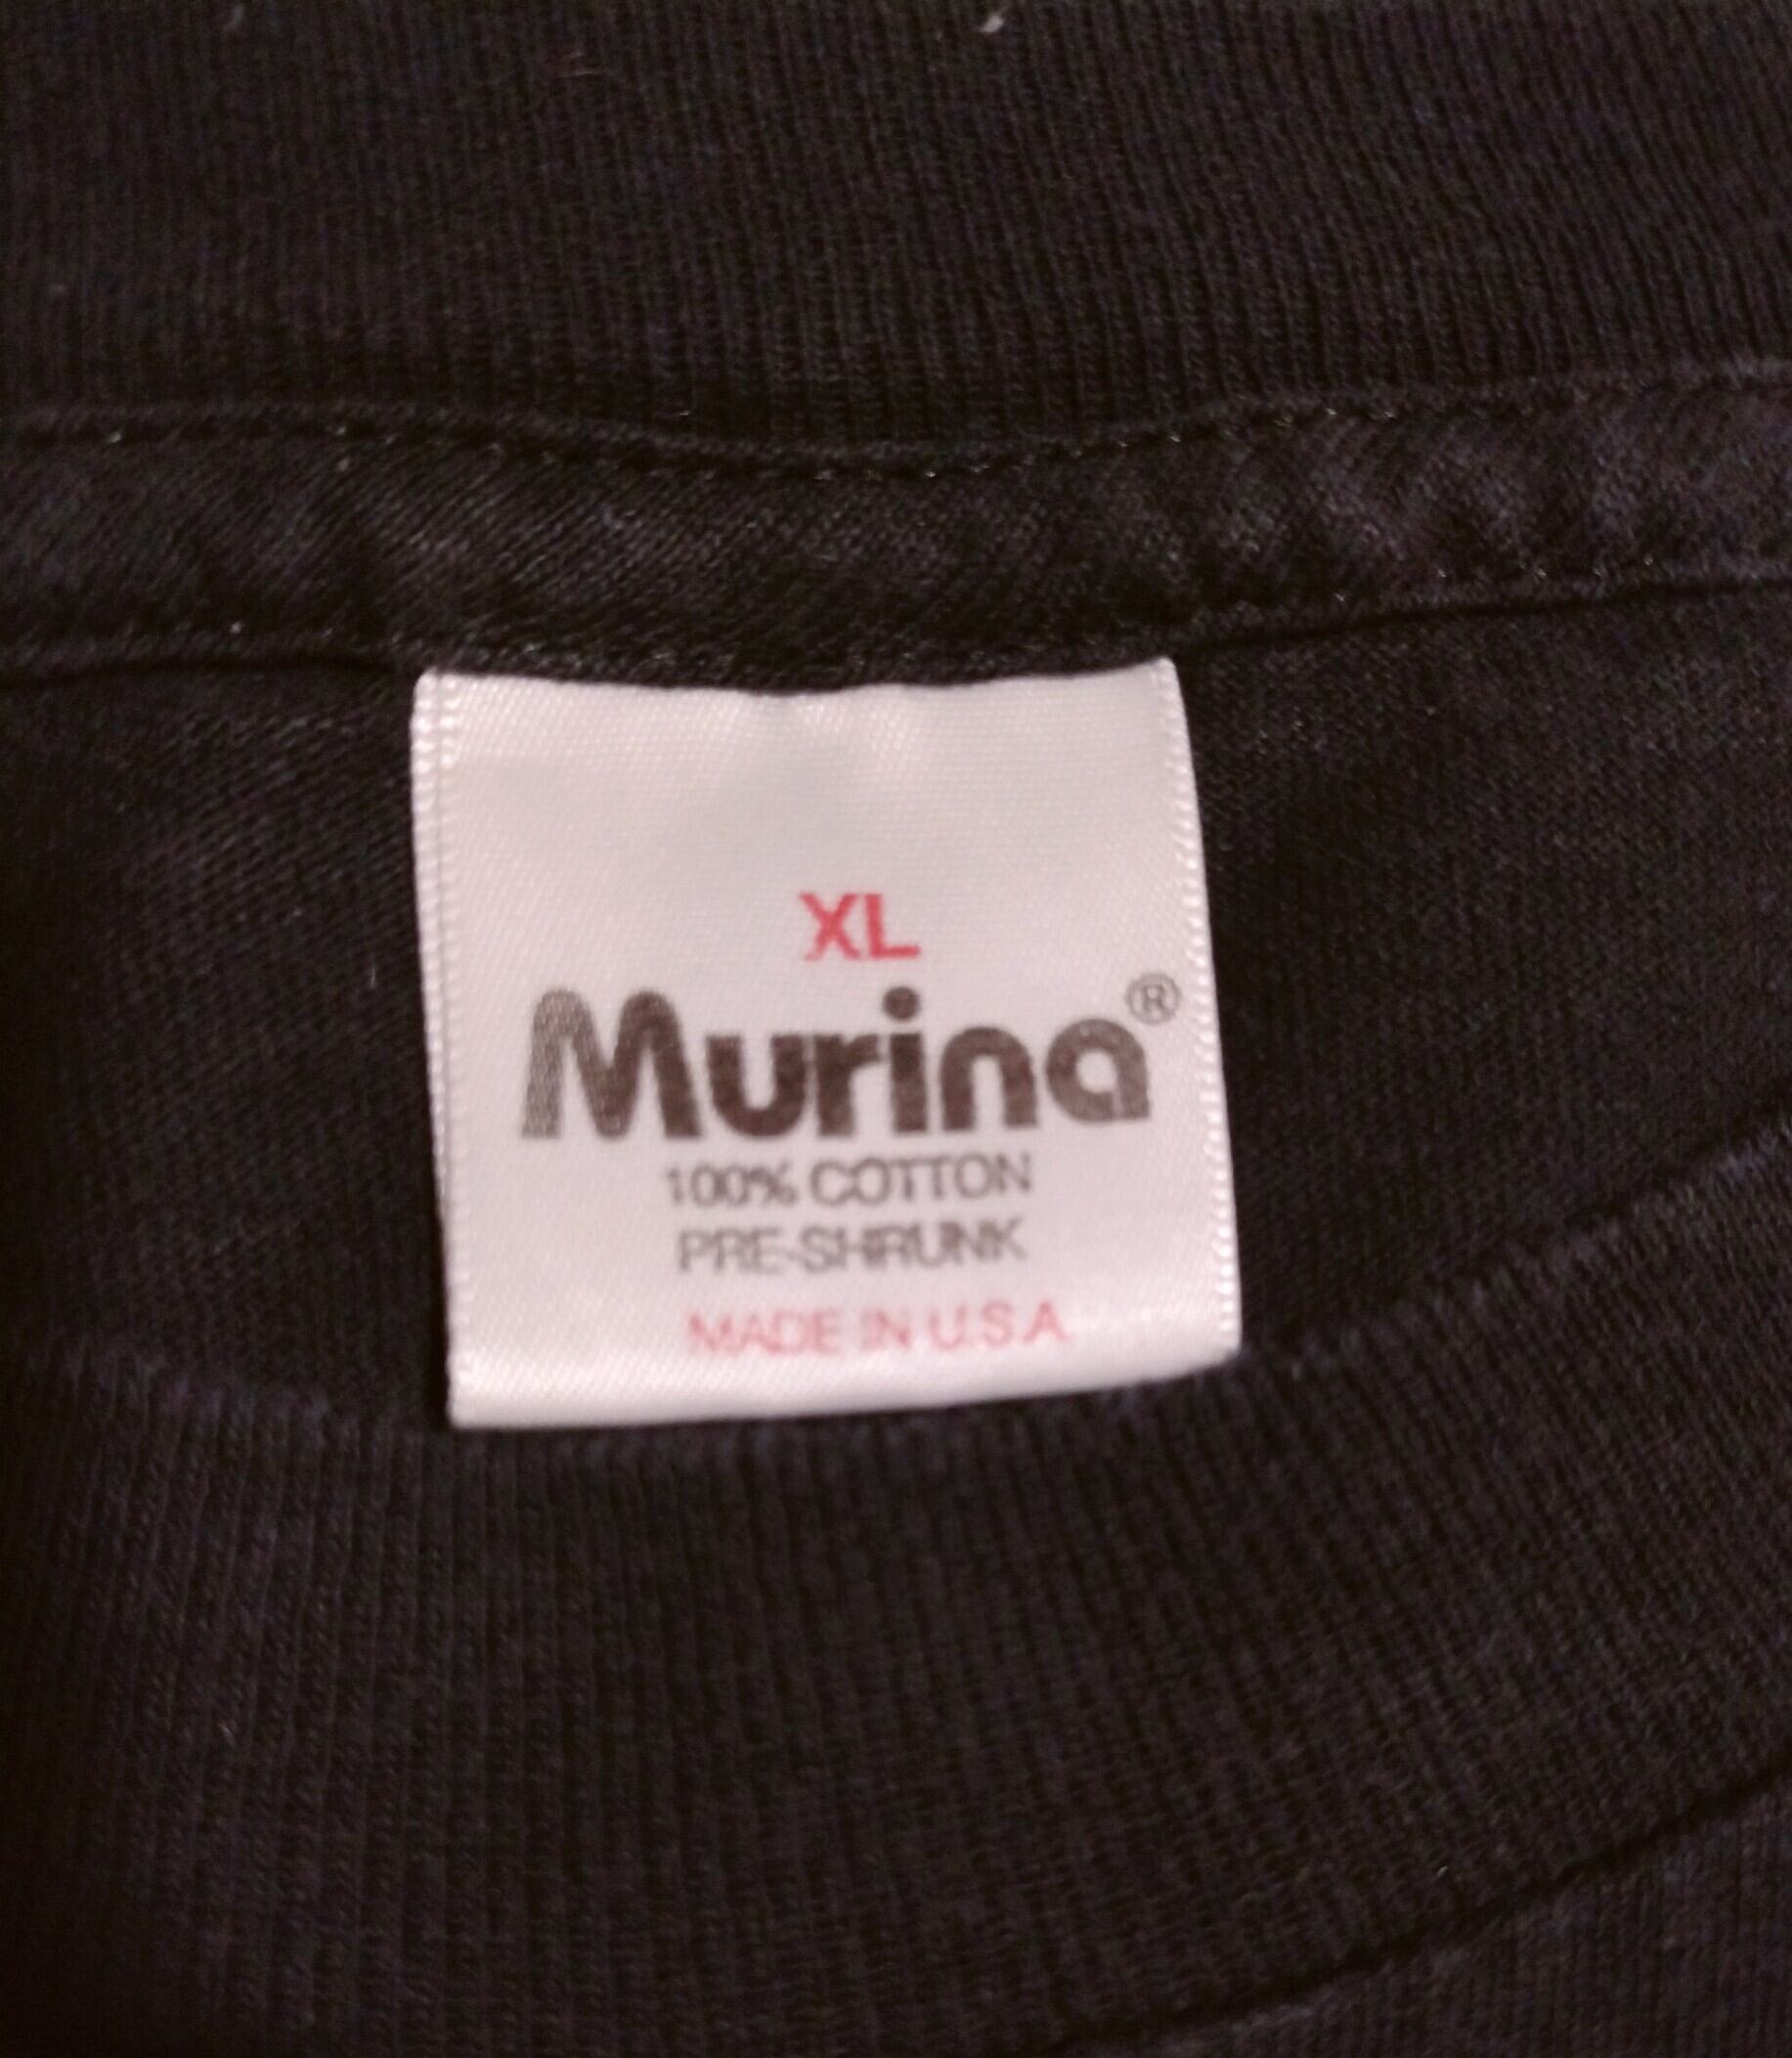 XL
Murina®
100% COTTON
PRE-SHRUNK
MADE IN U.S.A